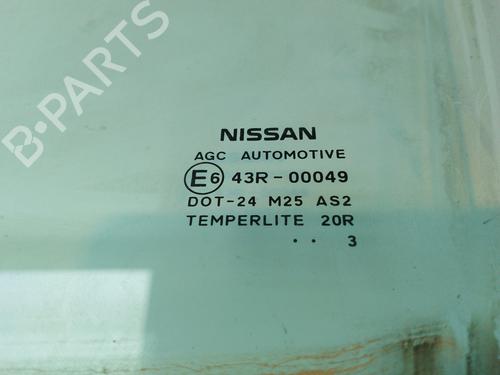 B-PARTS
NISSAN
AGC AUTOMOTIVE
E6 43R-00049
DOT-24 M25 AS2
TEMPERLITE 20R
.. 3